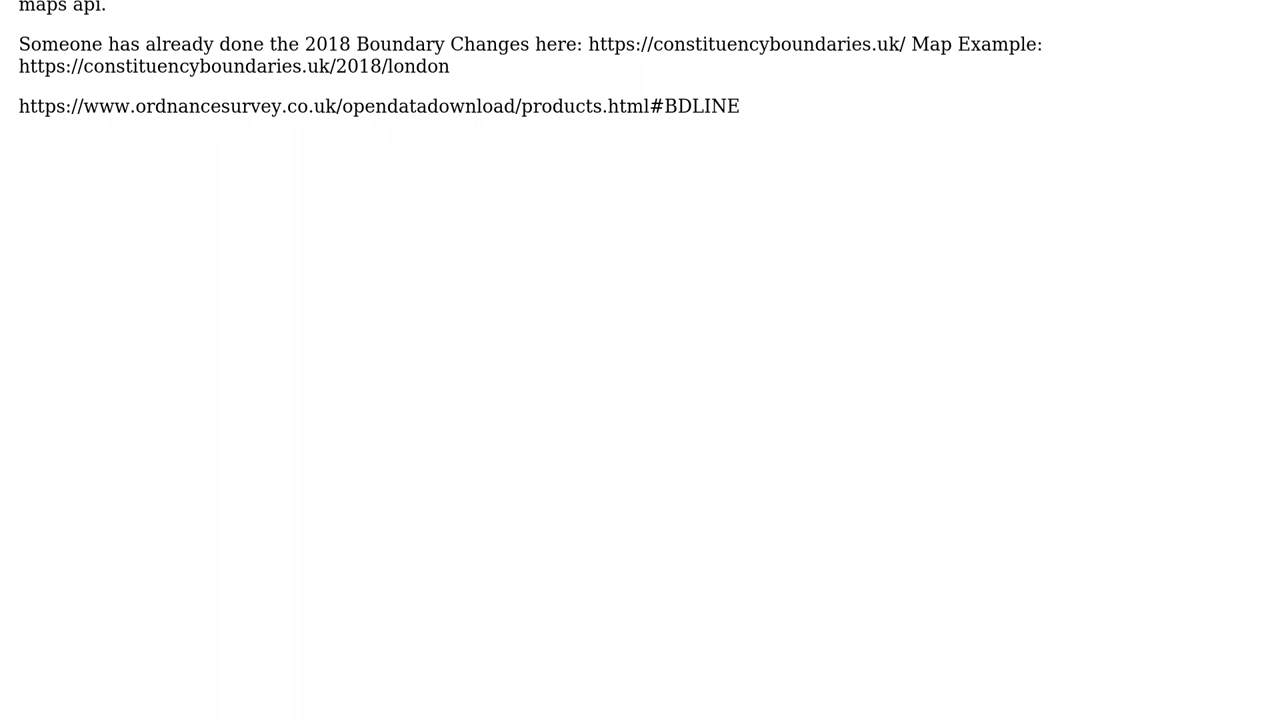 maps api.
Someone has already done the 2018 Boundary Changes here: https://constituencyboundaries.uk/ Map Example:
https://constituencyboundaries.uk/2018/london
https://www.ordnancesurvey.co.uk/opendatadownload/products.html#BDLINE